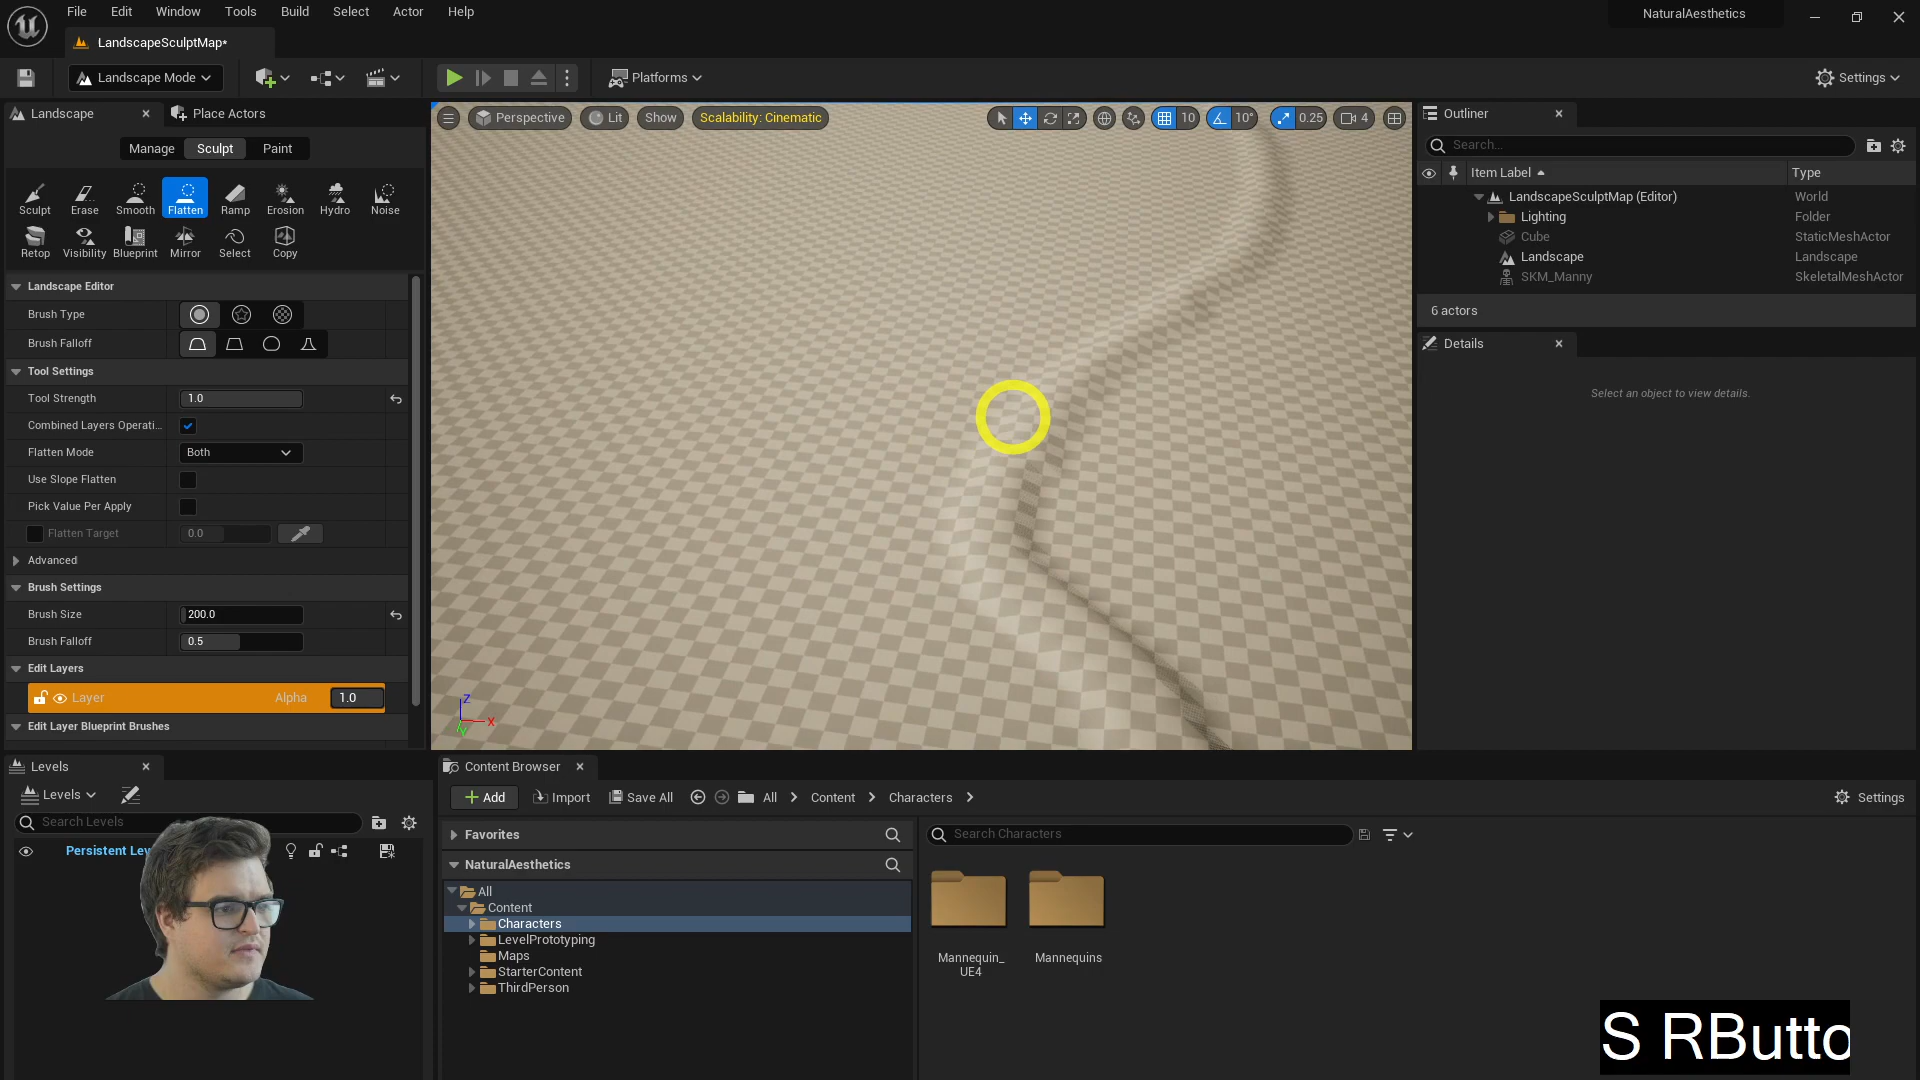 File Edit Window Tools Build Select Actor Help
NaturalAesthetics
LandscapeSculptMap*
Landscape Mode
Platforms
Settings
Landscape
Place Actors
Manage Sculpt Paint
Sculpt Erase Smooth Flatten Ramp Erosion Hydro Noise
Retop Visibility Blueprint Mirror Select Copy
Landscape Editor
Brush Type
Brush Falloff
Tool Settings
Tool Strength 1.0
Combined Layers Operati...
Flatten Mode Both
Use Slope Flatten
Pick Value Per Apply
Flatten Target 0.0
Advanced
Brush Settings
Brush Size 200.0
Brush Falloff 0.5
Edit Layers
Layer Alpha 1.0
Edit Layer Blueprint Brushes
Perspective Lit Show Scalability: Cinematic
10 10° 0.25 4
Z
X
Y
Outliner
Search...
Item Label Type
LandscapeSculptMap (Editor) World
Lighting Folder
Cube StaticMeshActor
Landscape Landscape
SKM_Manny SkeletalMeshActor
6 actors
Details
Select an object to view details.
Levels
Levels
Search Levels
Persistent Lev
Content Browser
Add Import Save All All Content Characters
Settings
Favorites
NaturalAesthetics
All
Content
Characters
LevelPrototyping
Maps
StarterContent
ThirdPerson
Search Characters
Mannequin_
UE4
Mannequins
S RButto